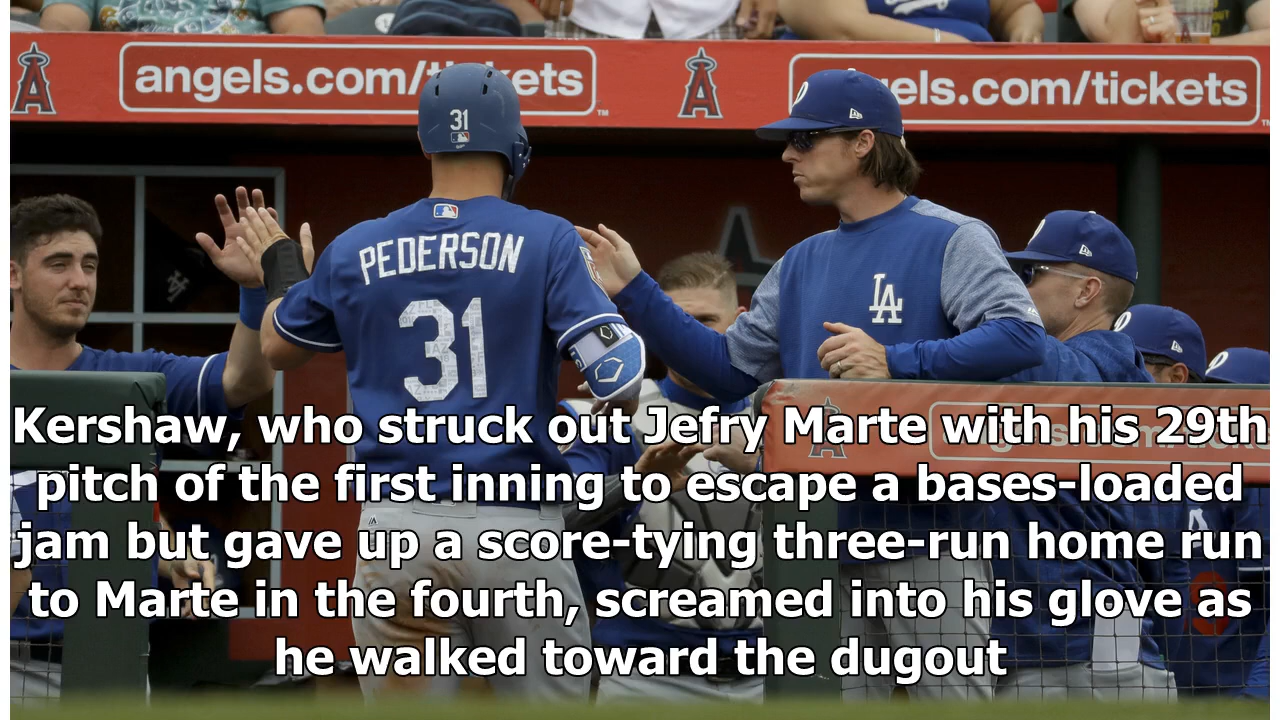 angels.com/tickets
els.com/tickets
31
PEDERSON
31
LA
Kershaw, who struck out Jefry Marte with his 29th
pitch of the first inning to escape a bases-loaded
jam but gave up a score-tying three-run home run
to Marte in the fourth, screamed into his glove as
he walked toward the dugout